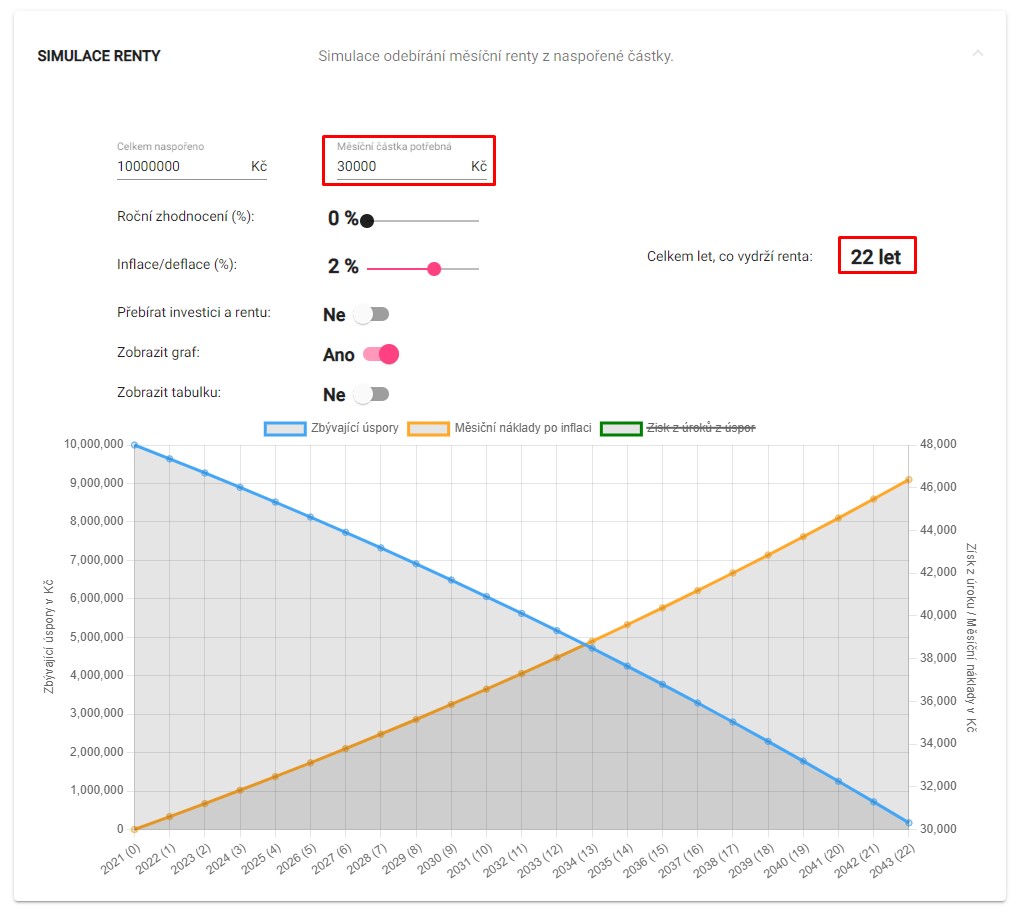 SIMULACE RENTY
Simulace odebírání měsíční renty z naspořené částky.
Celkem naspořeno
10000000 Kč
Měsíční částka potřebná
30000 Kč
Roční zhodnocení (%):
0 %
Inflace/deflace (%):
2 %
Celkem let, co vydrží renta:
22 let
Přebírat investici a rentu:
Ne
Zobrazit graf:
Ano
Zobrazit tabulku:
Ne
Zbývající úspory
Měsiční náklady po inflaci
Zisk z úroků z úspor
10,000,000
9,000,000
8,000,000
7,000,000
6,000,000
5,000,000
4,000,000
3,000,000
2,000,000
1,000,000
0
Zbývající úspory v Kč
48,000
46,000
44,000
42,000
40,000
38,000
36,000
34,000
32,000
30,000
Získ z úroku / Měsiční náklady v Kč
2021 (0)
2022 (1)
2023 (2)
2024 (3)
2025 (4)
2026 (5)
2027 (6)
2028 (7)
2029 (8)
2030 (9)
2031 (10)
2032 (11)
2033 (12)
2034 (13)
2035 (14)
2036 (15)
2037 (16)
2038 (17)
2039 (18)
2040 (19)
2041 (20)
2042 (21)
2043 (22)